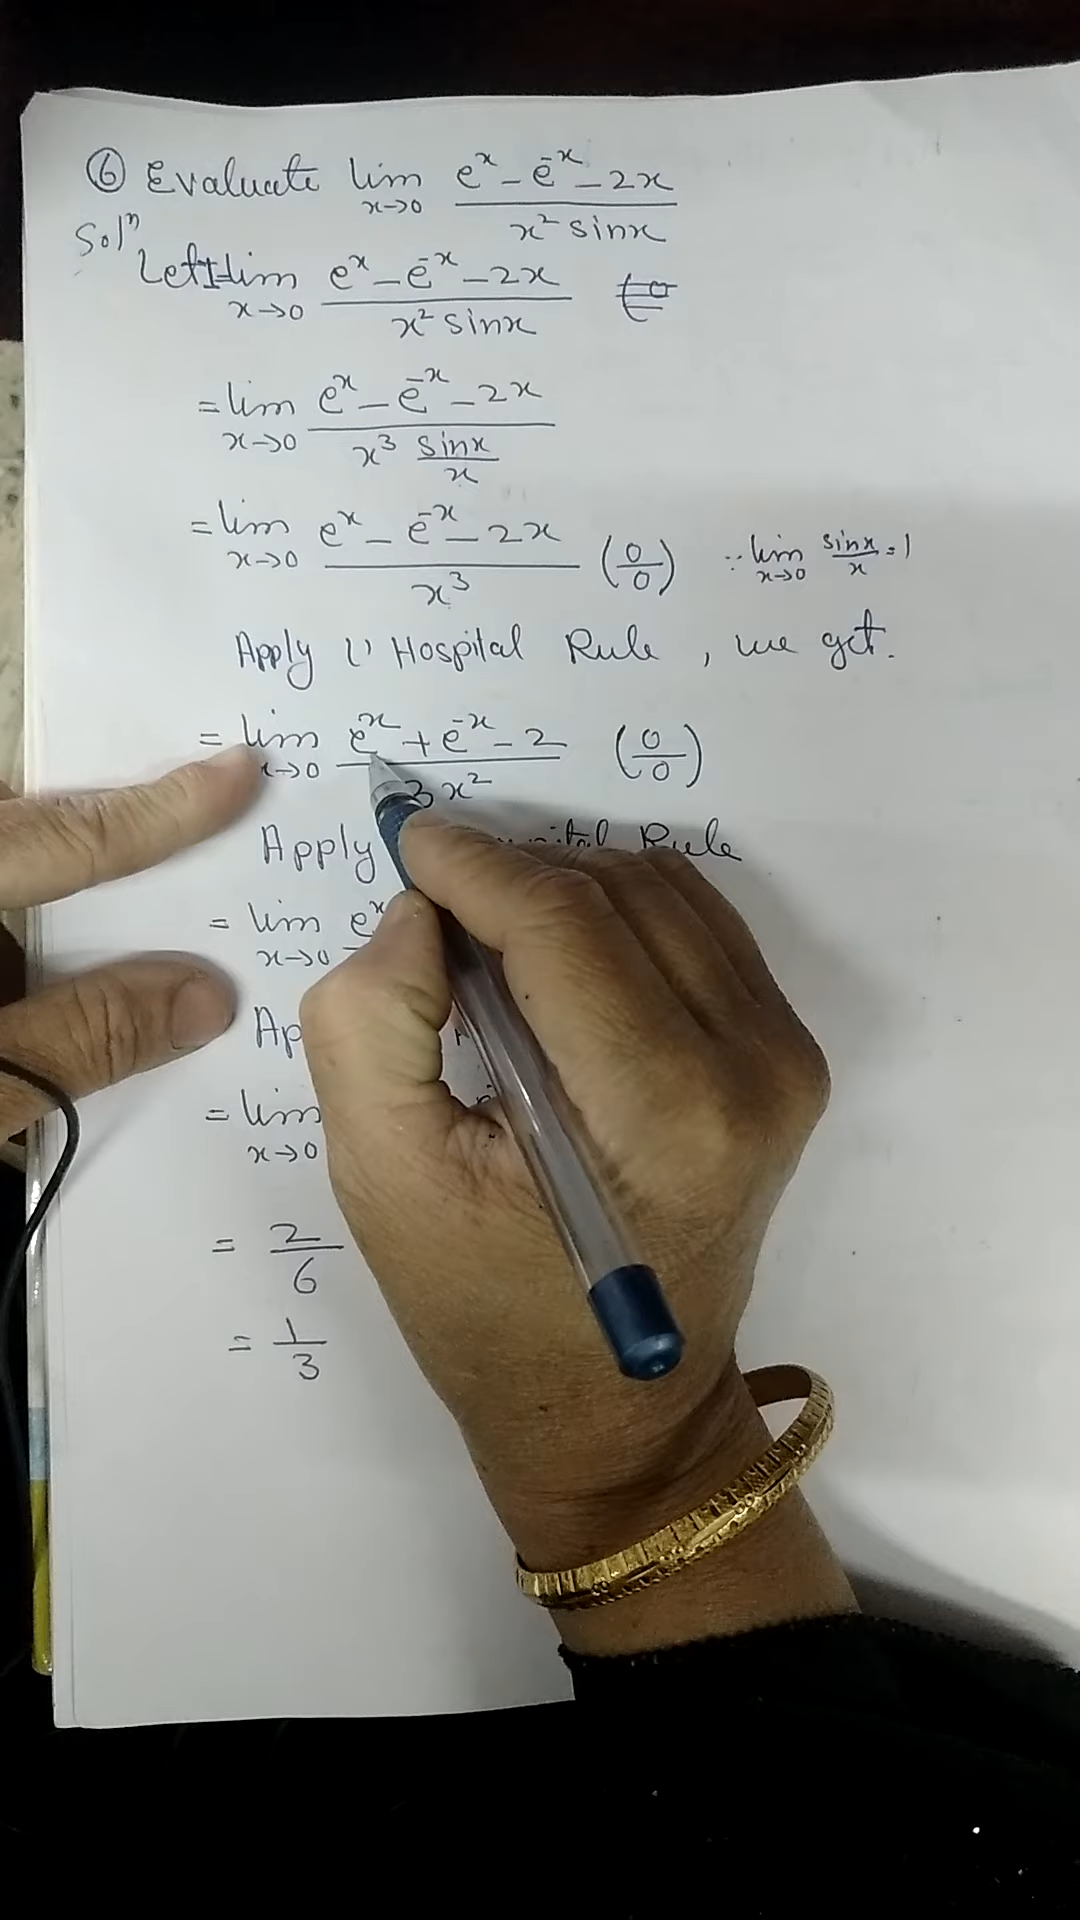 ⑥ Evaluate lim x→0 (e^x - e^-x - 2x)/(x² sinx)
Solⁿ
Let I = lim x→0 (e^x - e^-x - 2x)/(x² sinx)
= lim x→0 (e^x - e^-x - 2x)/(x³ (sinx/x))
= lim x→0 (e^x - e^-x - 2x)/(x³) (0/0) ∵ lim x→0 sinx/x = 1
Apply L' Hospital Rule, we get.
= lim x→0 (e^x + e^-x - 2)/(3x²) (0/0)
Apply Rule
= lim x→0 e^x
= lim x→0
= 2/6
= 1/3